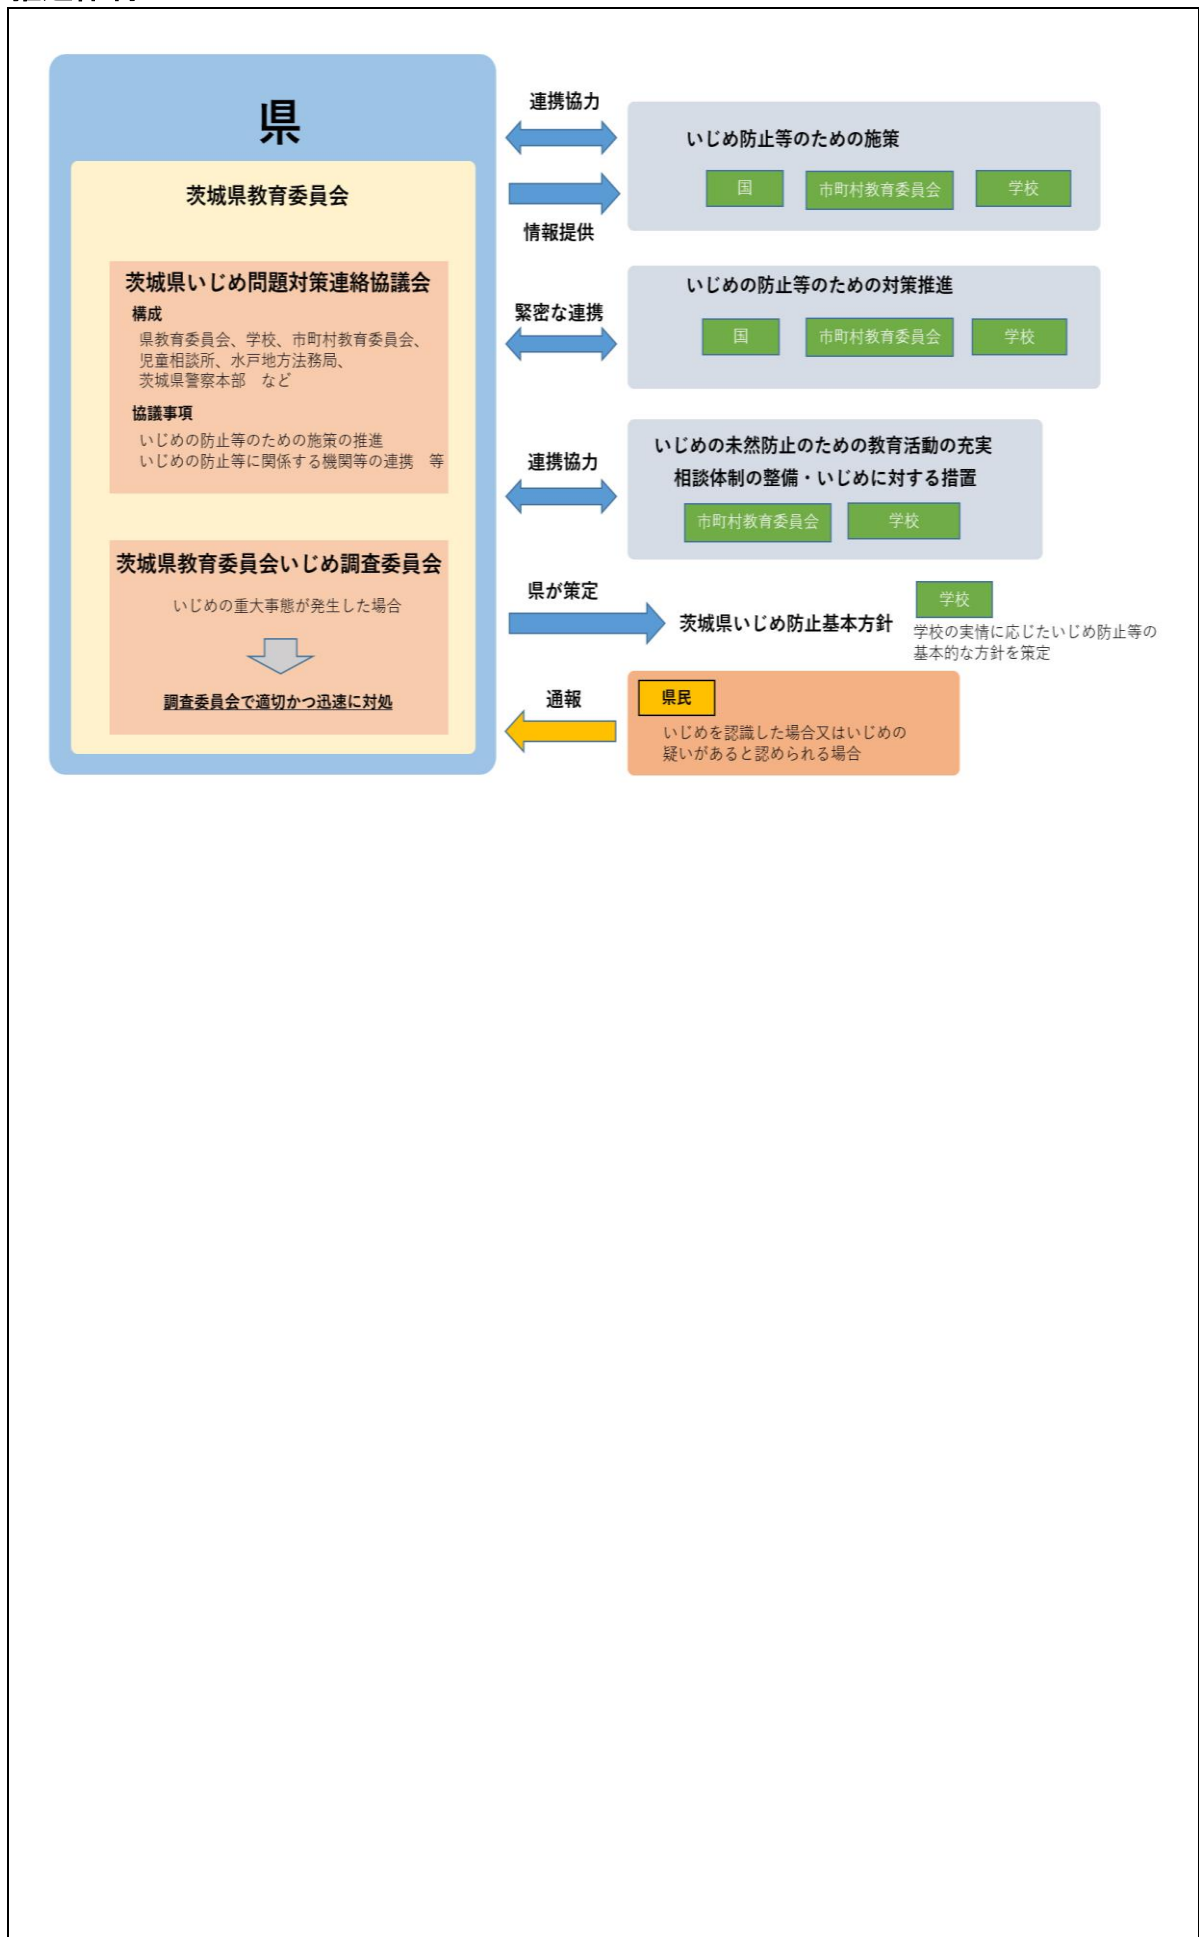 県
茨城県教育委員会
茨城県いじめ問題対策連絡協議会
構成
県教育委員会、学校、市町村教育委員会、
児童相談所、水戸地方法務局、
茨城県警察本部　など
協議事項
いじめの防止等のための施策の推進
いじめの防止等に関係する機関等の連携　等
茨城県教育委員会いじめ調査委員会
いじめの重大事態が発生した場合
調査委員会で適切かつ迅速に対処
連携協力
情報提供
いじめ防止等のための施策
国
市町村教育委員会
学校
緊密な連携
いじめの防止等のための対策推進
国
市町村教育委員会
学校
連携協力
いじめの未然防止のための教育活動の充実
相談体制の整備・いじめに対する措置
市町村教育委員会
学校
県が策定
茨城県いじめ防止基本方針
学校
学校の実情に応じたいじめ防止等の
基本的な方針を策定
通報
県民
いじめを認識した場合又はいじめの
疑いがあると認められる場合